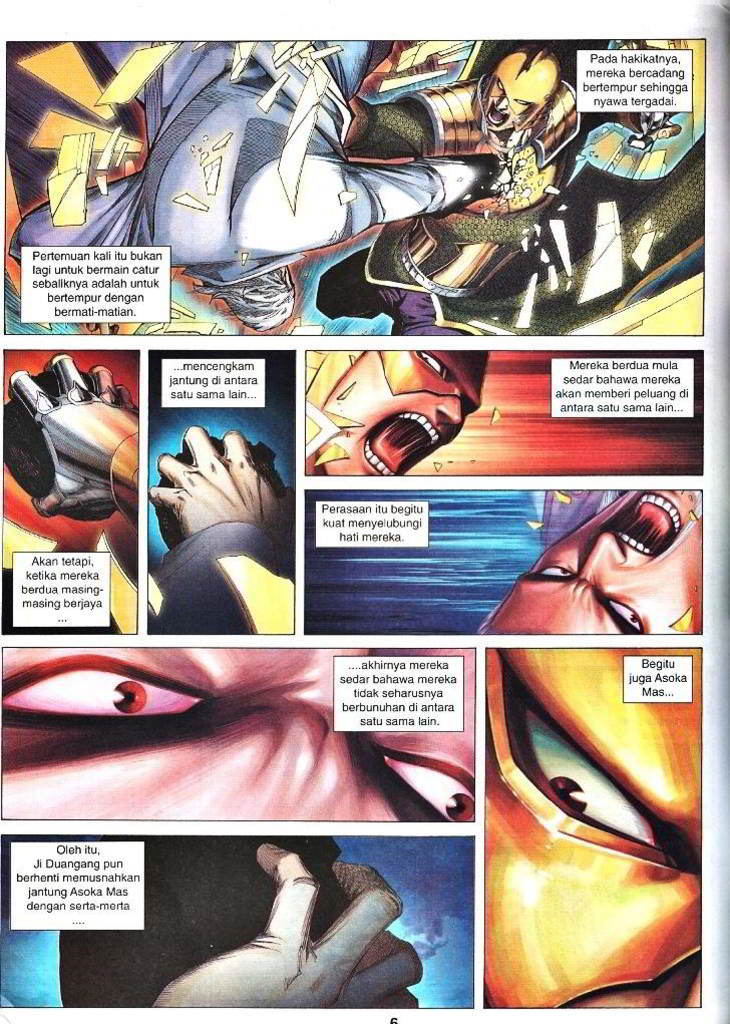 Pada hakikatnya,
mereka bercadang
bertempur sehingga
nyawa tergadai.
Pertemuan kali itu bukan
lagi untuk bermain catur
seballknya adalah untuk
bertempur dengan
bermati-matian.
Akan tetapi,
ketika mereka
berdua masing-
masing berjaya
...
...mencengkam
jantung di antara
satu sama lain...
Mereka berdua mula
sedar bahawa mereka
akan memberi peluang di
antara satu sama lain...
Perasaan itu begitu
kuat menyelubungi
hati mereka.
....akhirnya mereka
sedar bahawa mereka
tidak seharusnya
berbunuhan di antara
satu sama lain.
Begitu
juga Asoka
Mas...
Oleh itu,
Ji Duangang pun
berhenti memusnahkan
jantung Asoka Mas
dengan serta-merta
....
6